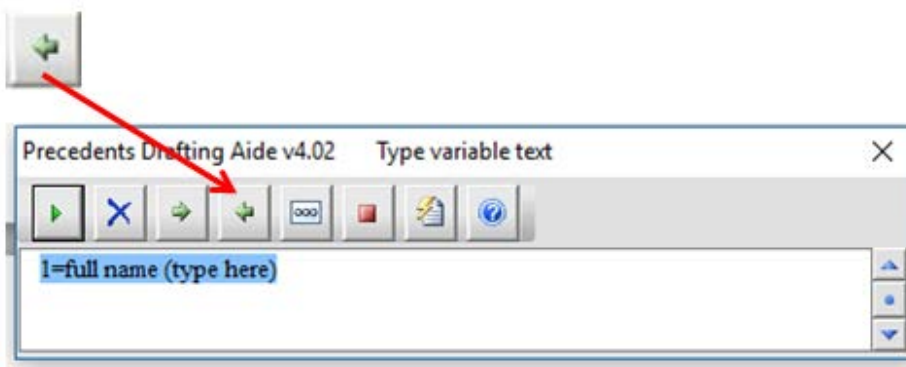 Precedents Drafting Aide v4.02 Type variable text
1=full name (type here)